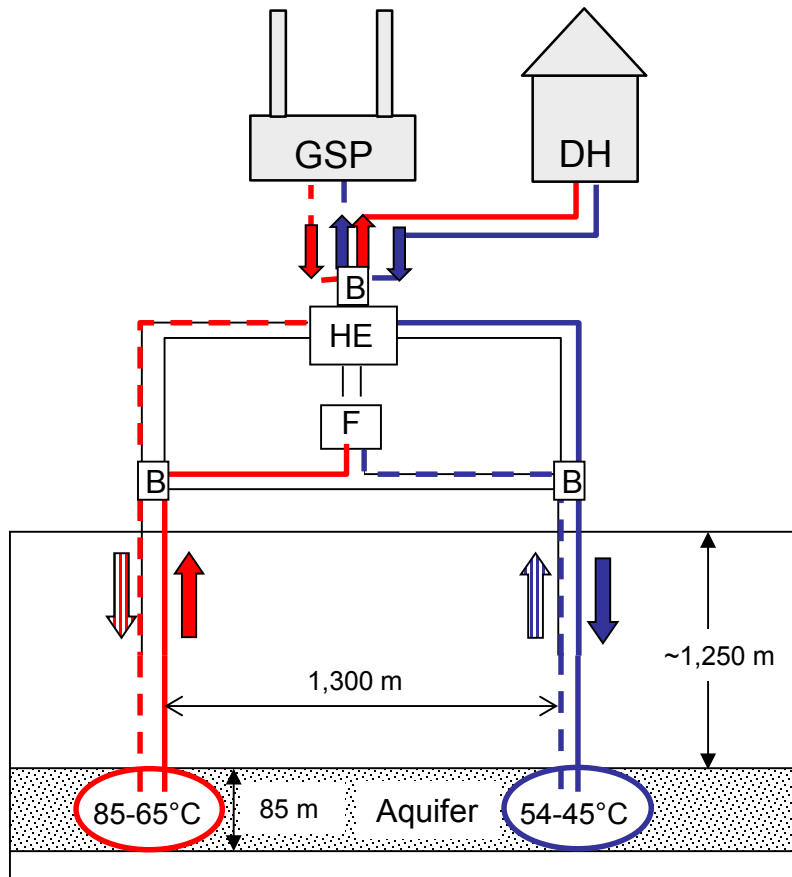 GSP
DH
B
HE
F
B
B
~1,250 m
1,300 m
85-65°C
85 m
Aquifer
54-45°C